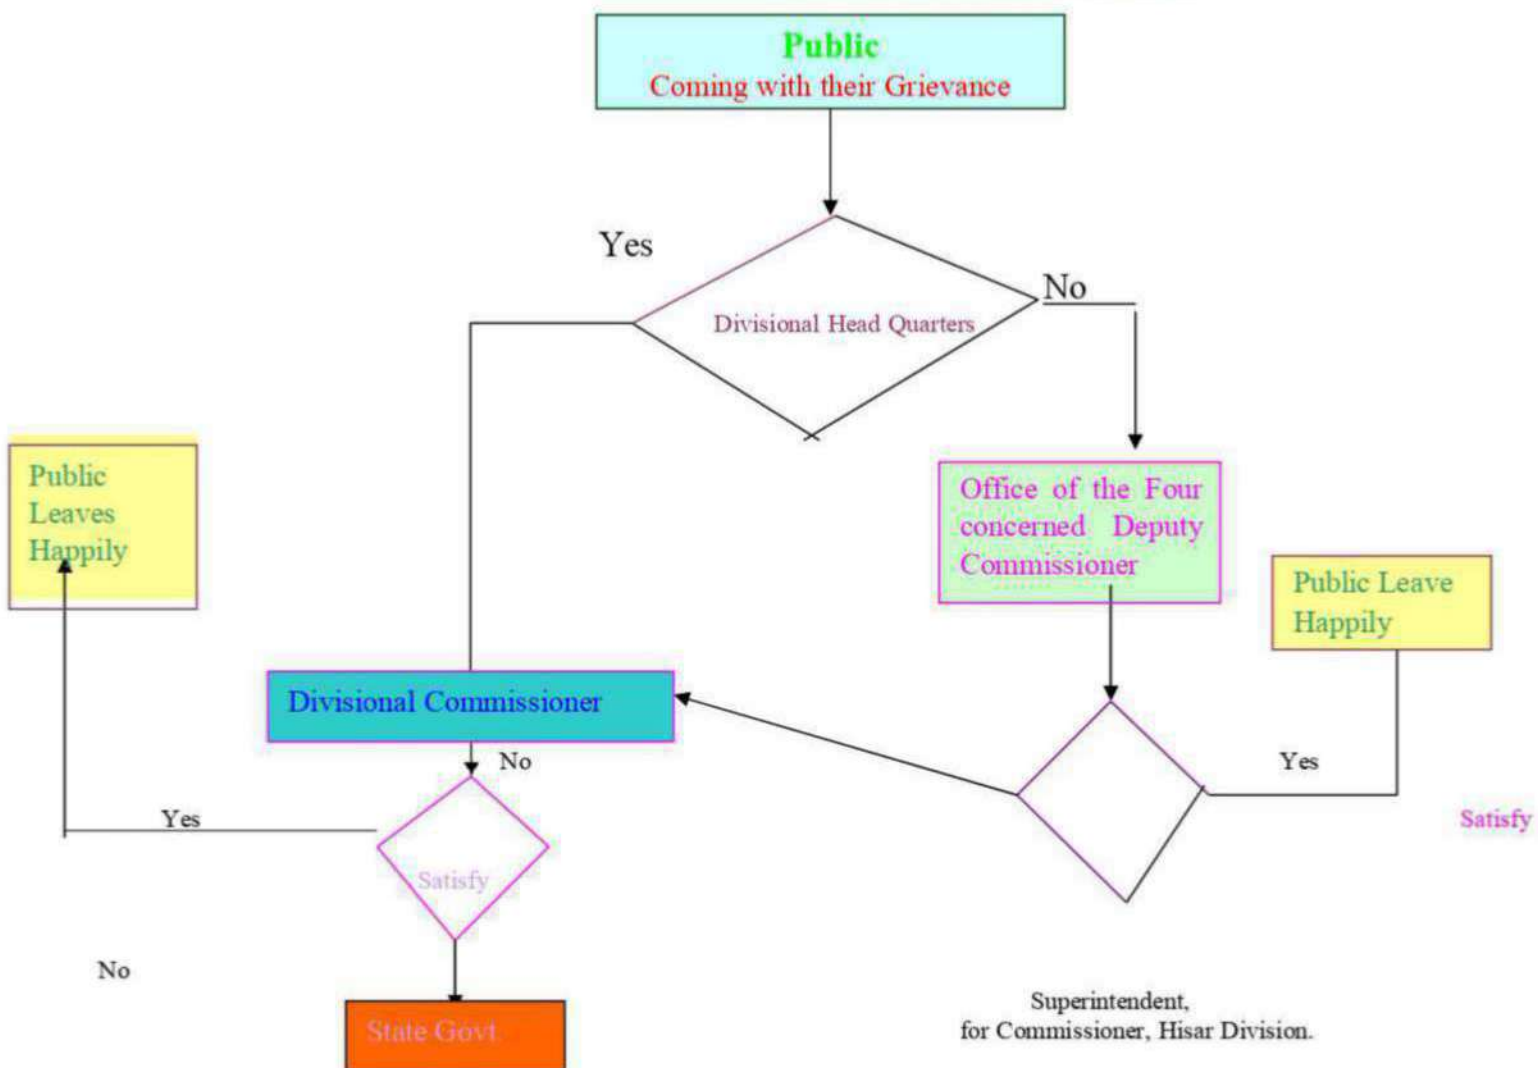 Public
Coming with their Grievance
Yes
No
Divisional Head Quarters
Public
Leaves
Happily
Office of the Four
concerned Deputy
Commissioner
Public Leave
Happily
Divisional Commissioner
No
Yes
Yes
Satisfy
Satisfy
No
Superintendent,
for Commissioner, Hisar Division.
State Govt.